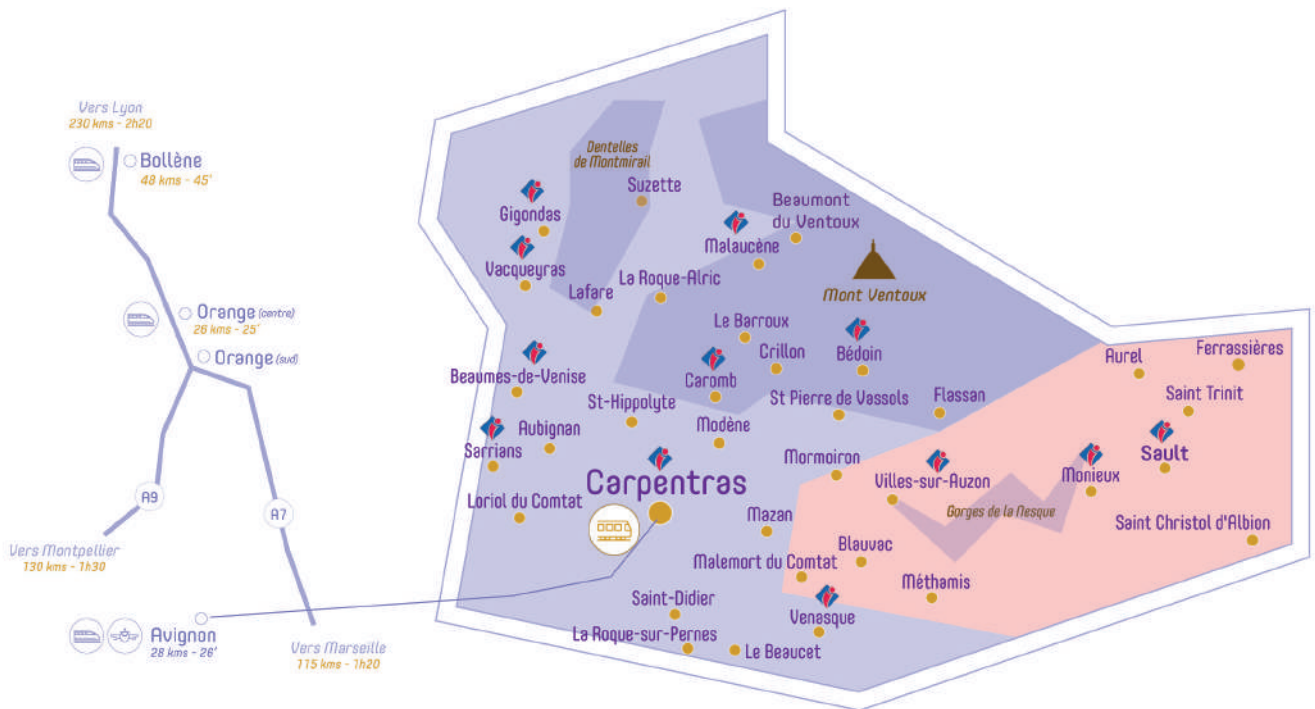 Vers Lyon
230 kms - 2h20
Bollène
48 kms - 45'
Orange (centre)
26 kms - 25'
Orange (sud)
A9
A7
Vers Montpellier
130 kms - 1h30
Avignon
28 kms - 26'
Vers Marseille
115 kms - 1h20
Dentelles
de Montmirail
Suzette
Gigondas
Beaumont
du Ventoux
Malaucène
Vacqueyras
La Roque-Alric
Mont Ventoux
Lafare
Le Barroux
Crillon
Bédoin
Beaumes-de-Venise
Caromb
St-Hippolyte
St Pierre de Vassols
Flassan
Aurel
Ferrassières
Saint Trinit
Aubignan
Sarrians
Modène
Mormoiron
Sault
Carpentras
Villes-sur-Auzon
Monieux
Loriol du Comtat
Mazan
Gorges de la Nesque
Saint Christol d'Albion
Malemort du Comtat
Blauvac
Méthamis
Saint-Didier
Venasque
La Roque-sur-Pernes
Le Beaucet